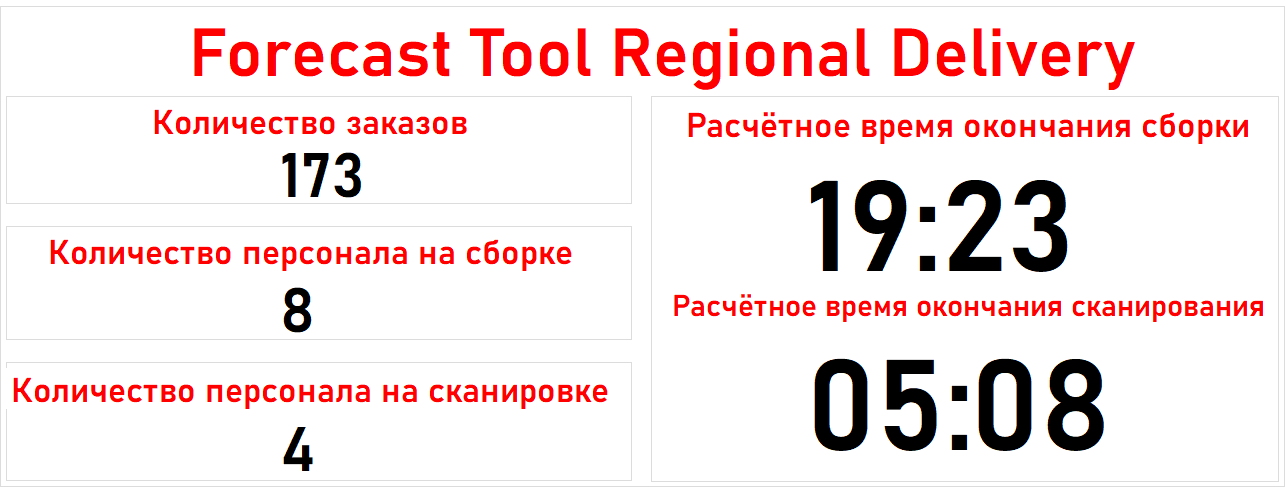 Forecast Tool Regional Delivery
Количество заказов
173
Количество персонала на сборке
8
Количество персонала на сканировке
4
Расчётное время окончания сборки
19:23
Расчётное время окончания сканирования
05:08